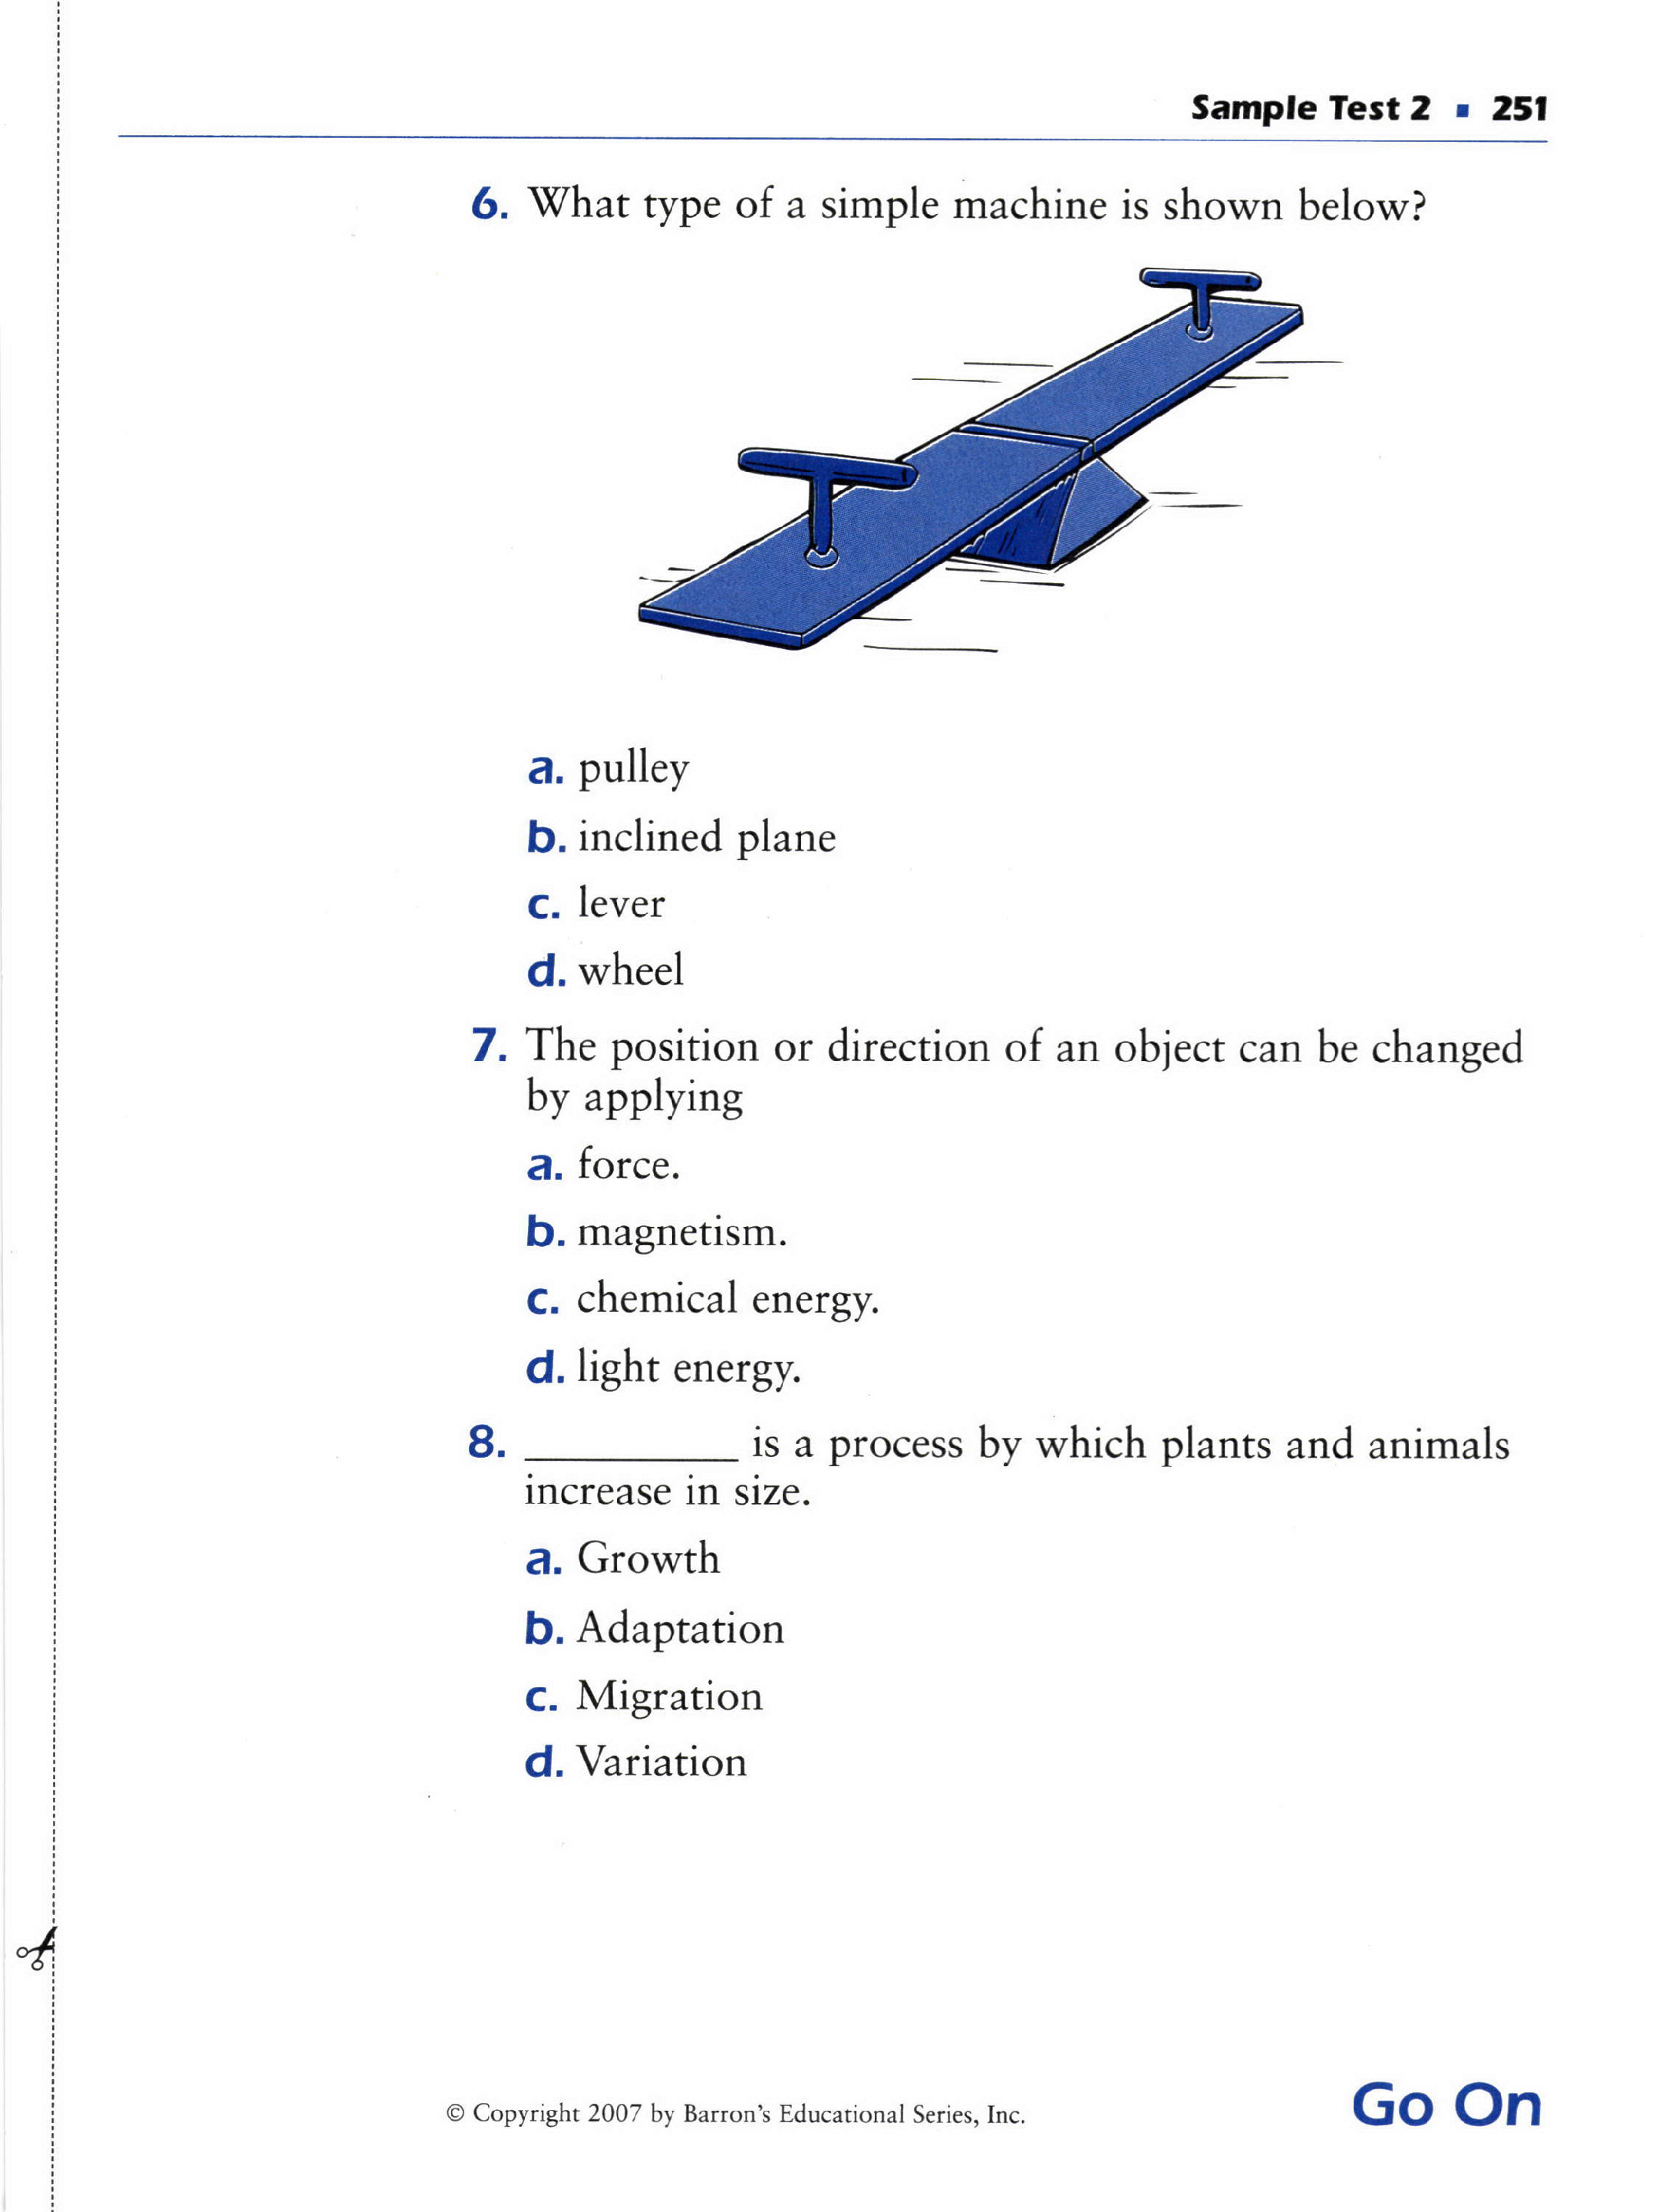 Sample Test 2 ▪ 251
6. What type of a simple machine is shown below?
a. pulley
b. inclined plane
c. lever
d. wheel
7. The position or direction of an object can be changed
by applying
a. force.
b. magnetism.
c. chemical energy.
d. light energy.
8. __________ is a process by which plants and animals
increase in size.
a. Growth
b. Adaptation
c. Migration
d. Variation
© Copyright 2007 by Barron's Educational Series, Inc.
Go On